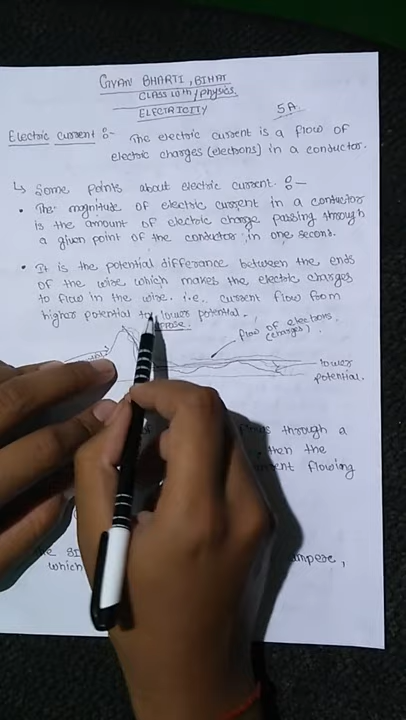 GYAN BHARTI, BIHAR
CLASS 10th / physics
ELECTRICITY
5A
Electric current :- The electric current is a flow of
electric charges (electrons) in a conductor.
↳ Some points about electric current :-
• The magnitude of electric current in a conductor
is the amount of electric charge passing through
a given point of the conductor in one second.
• It is the potential difference between the ends
of the wire which makes the electric charges
to flow in the wire. i.e. current flow from
higher potential to lower potential.
flow of electrons
(charges)
lower
potential.
flows through a
then the
current flowing
The SI
ampere,
which